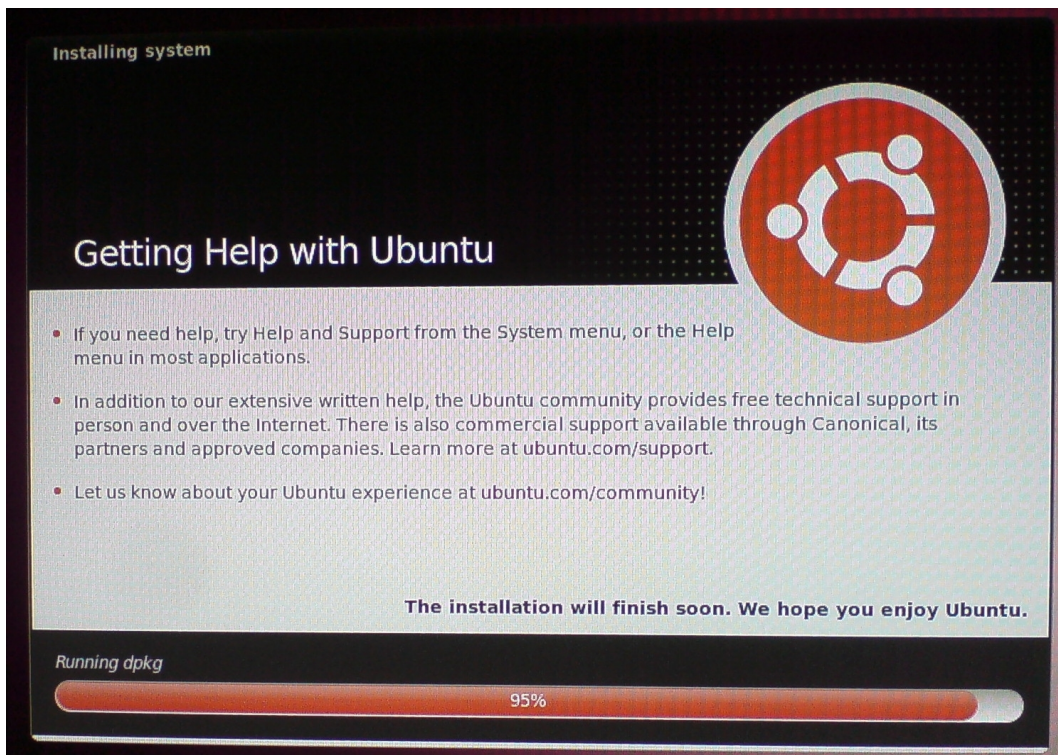 Installing system
Getting Help with Ubuntu
If you need help, try Help and Support from the System menu, or the Help
menu in most applications.
In addition to our extensive written help, the Ubuntu community provides free technical support in
person and over the Internet. There is also commercial support available through Canonical, its
partners and approved companies. Learn more at ubuntu.com/support.
Let us know about your Ubuntu experience at ubuntu.com/community!
The installation will finish soon. We hope you enjoy Ubuntu.
Running dpkg
95%